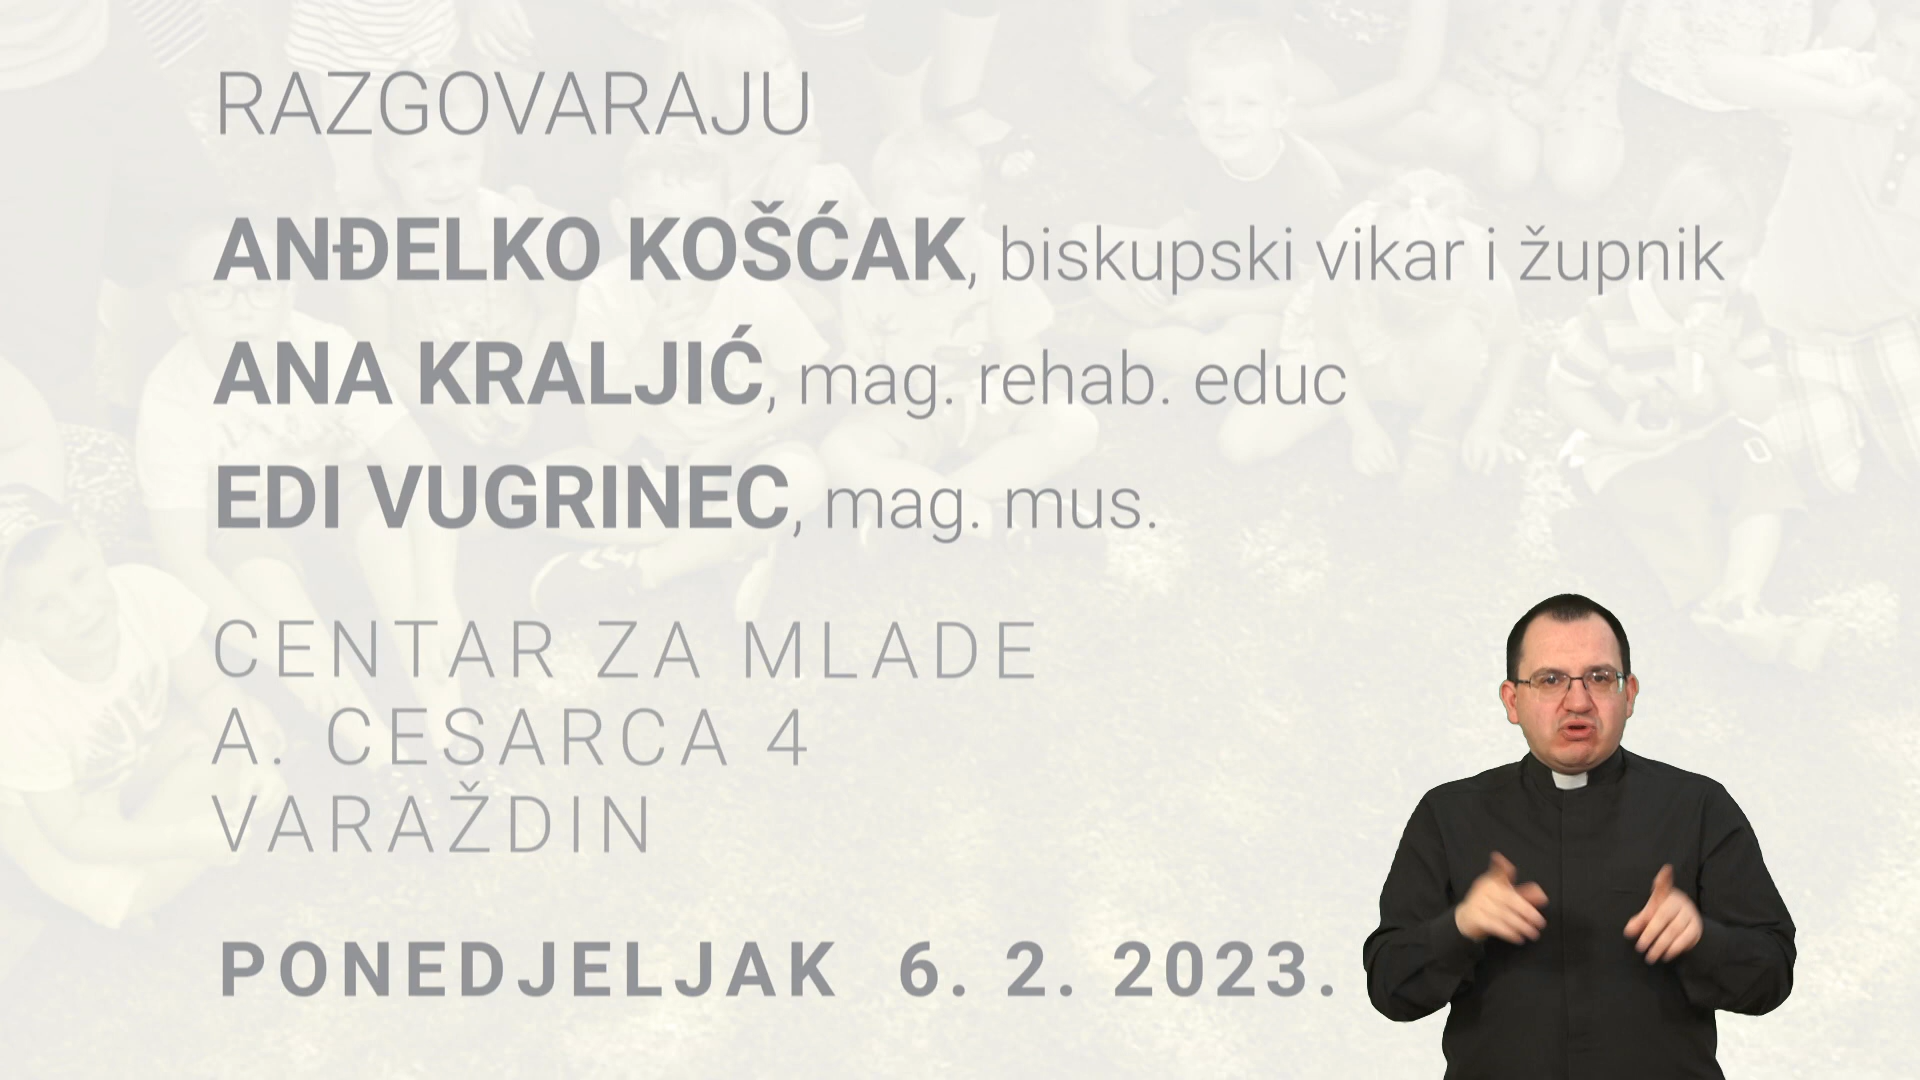 RAZGOVARAJU
ANĐELKO KOŠĆAK, biskupski vikar i župnik
ANA KRALJIĆ, mag. rehab. educ
EDI VUGRINEC, mag. mus.
CENTAR ZA MLADE
A. CESARCA 4
VARAŽDIN
PONEDJELJAK 6. 2. 2023.